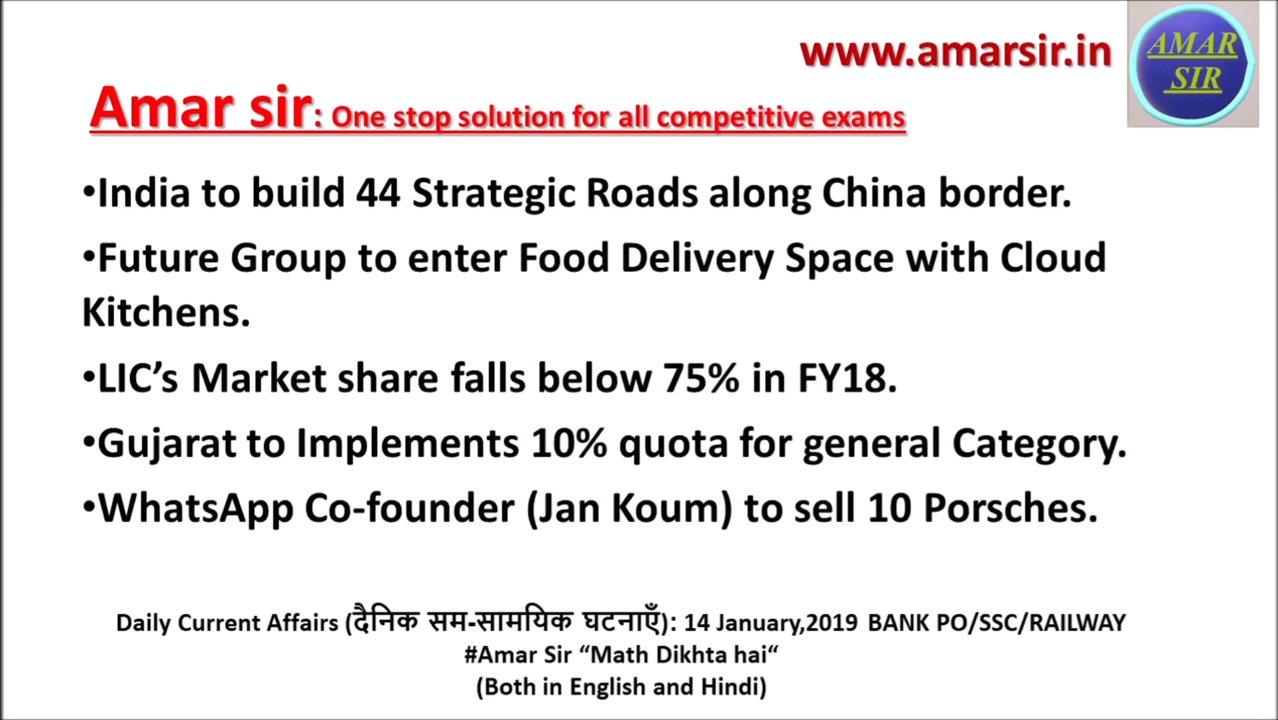 www.amarsir.in
AMAR
SIR
Amar sir: One stop solution for all competitive exams
•India to build 44 Strategic Roads along China border.
•Future Group to enter Food Delivery Space with Cloud
Kitchens.
•LIC’s Market share falls below 75% in FY18.
•Gujarat to Implements 10% quota for general Category.
•WhatsApp Co-founder (Jan Koum) to sell 10 Porsches.
Daily Current Affairs (दैनिक सम-सामयिक घटनाएँ): 14 January,2019 BANK PO/SSC/RAILWAY
#Amar Sir “Math Dikhta hai“
(Both in English and Hindi)